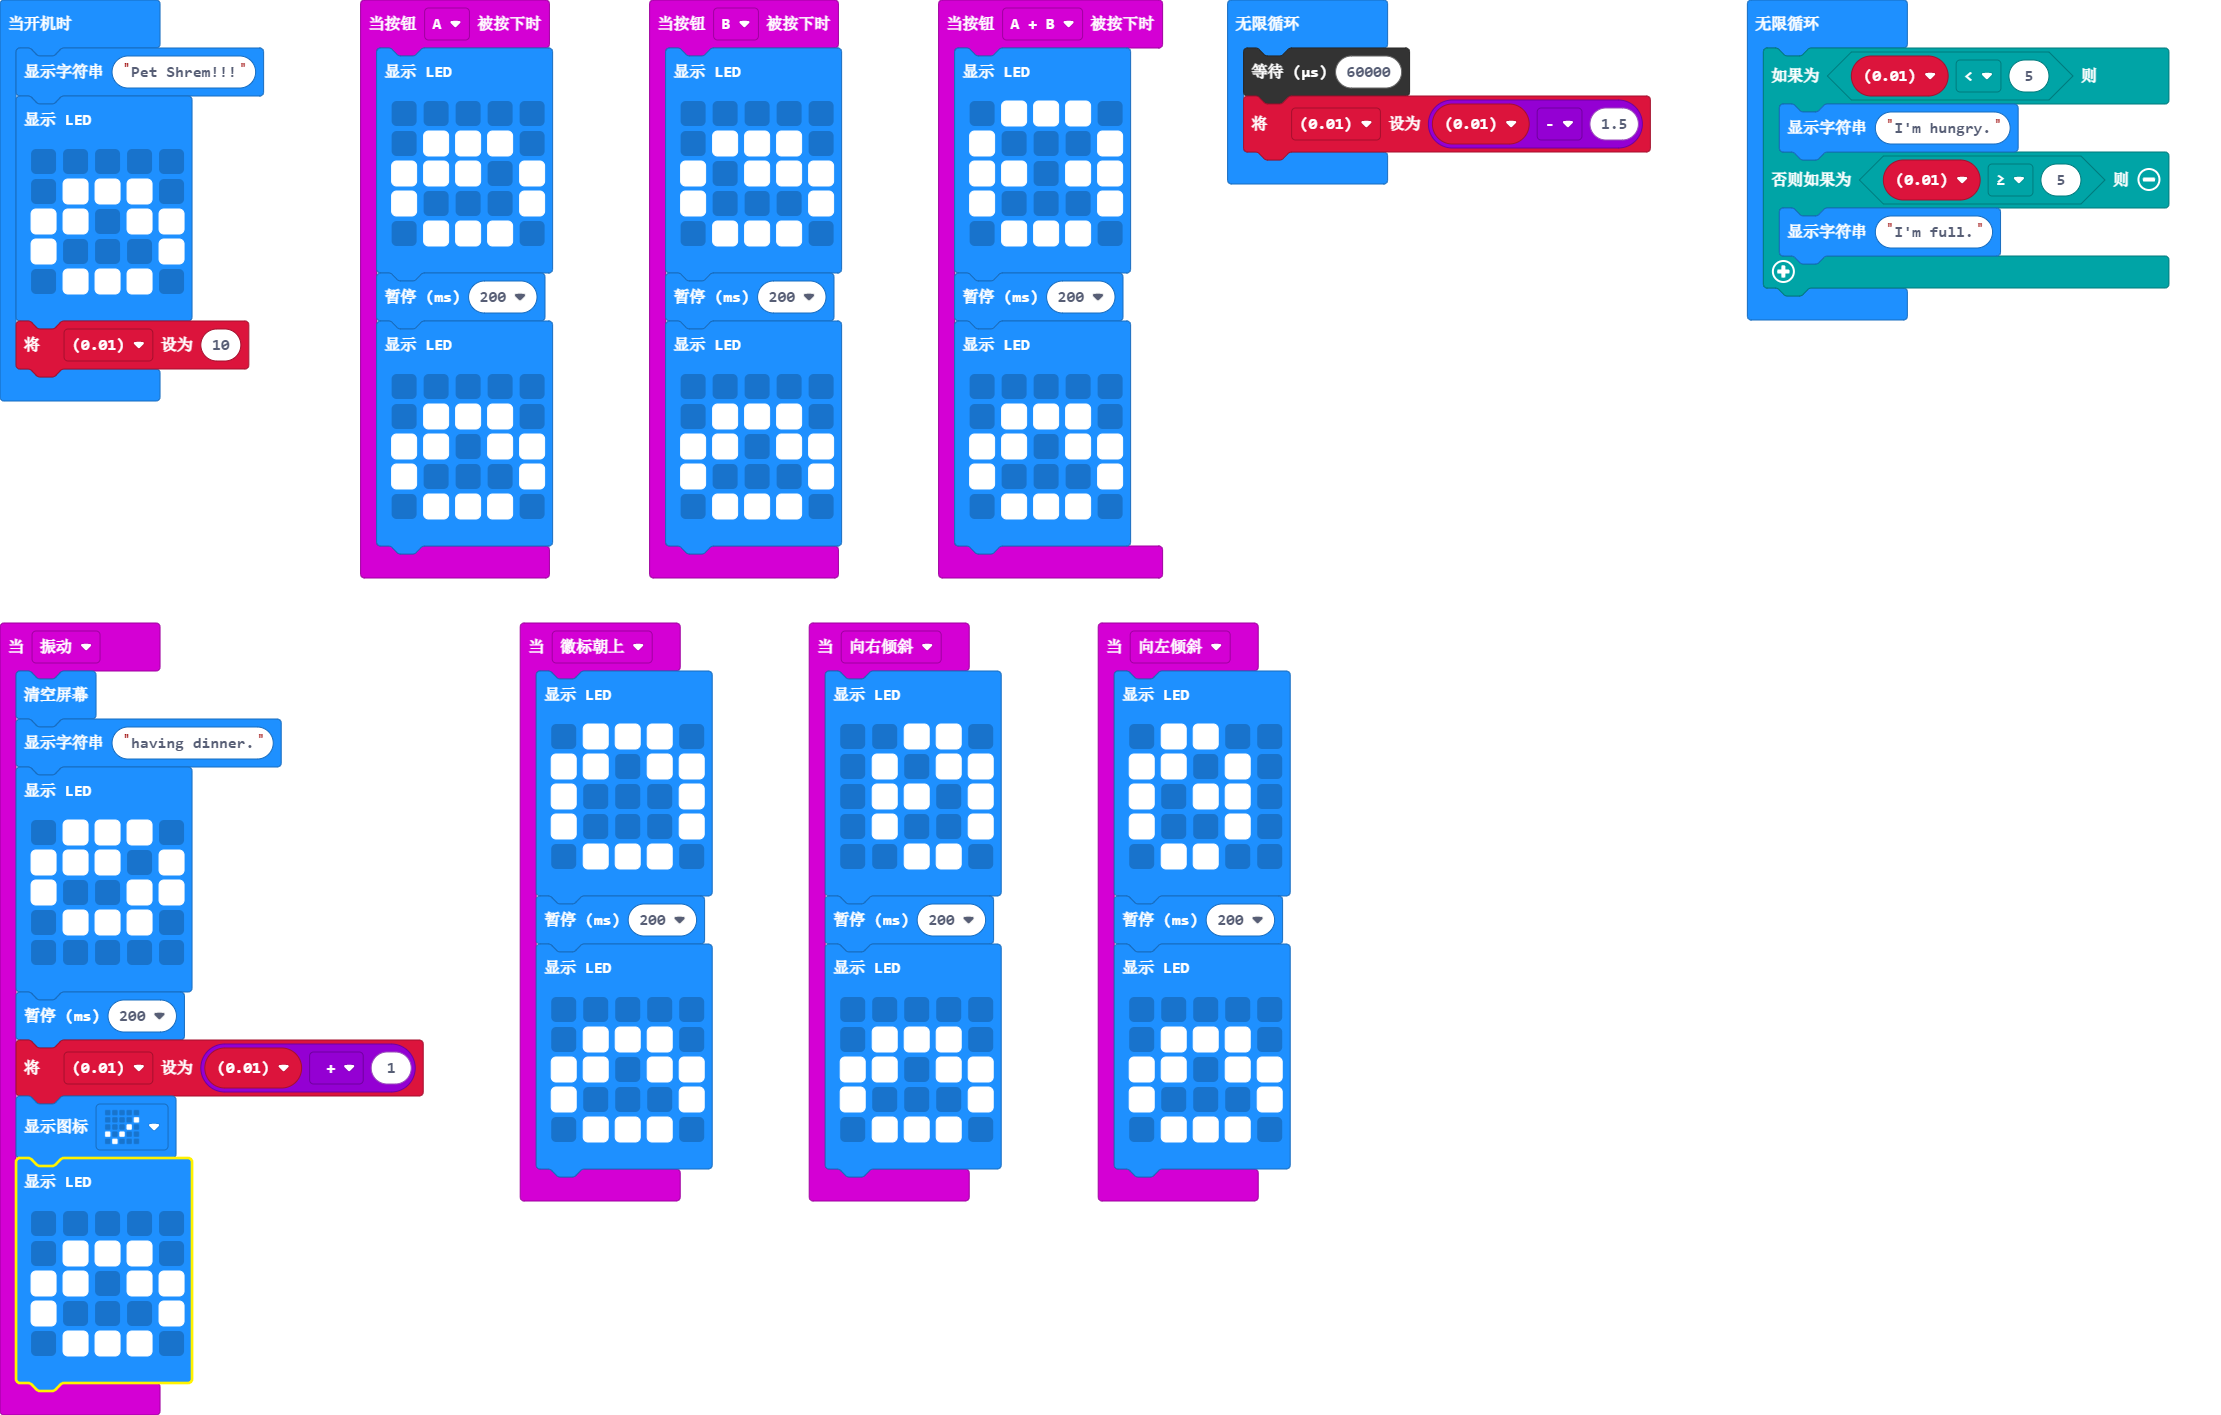 当开机时
显示字符串 "Pet Shrem!!!"
显示 LED
将 (0.01) 设为 10
当按钮 A 被按下时
显示 LED
暂停 (ms) 200
显示 LED
当按钮 B 被按下时
显示 LED
暂停 (ms) 200
显示 LED
当按钮 A + B 被按下时
显示 LED
暂停 (ms) 200
显示 LED
无限循环
等待 (µs) 60000
将 (0.01) 设为 (0.01) - 1.5
无限循环
如果为 (0.01) < 5 则
显示字符串 "I'm hungry."
否则如果为 (0.01) ≥ 5 则
显示字符串 "I'm full."
当 振动
清空屏幕
显示字符串 "having dinner."
显示 LED
暂停 (ms) 200
将 (0.01) 设为 (0.01) + 1
显示图标
显示 LED
当 徽标朝上
显示 LED
暂停 (ms) 200
显示 LED
当 向右倾斜
显示 LED
暂停 (ms) 200
显示 LED
当 向左倾斜
显示 LED
暂停 (ms) 200
显示 LED